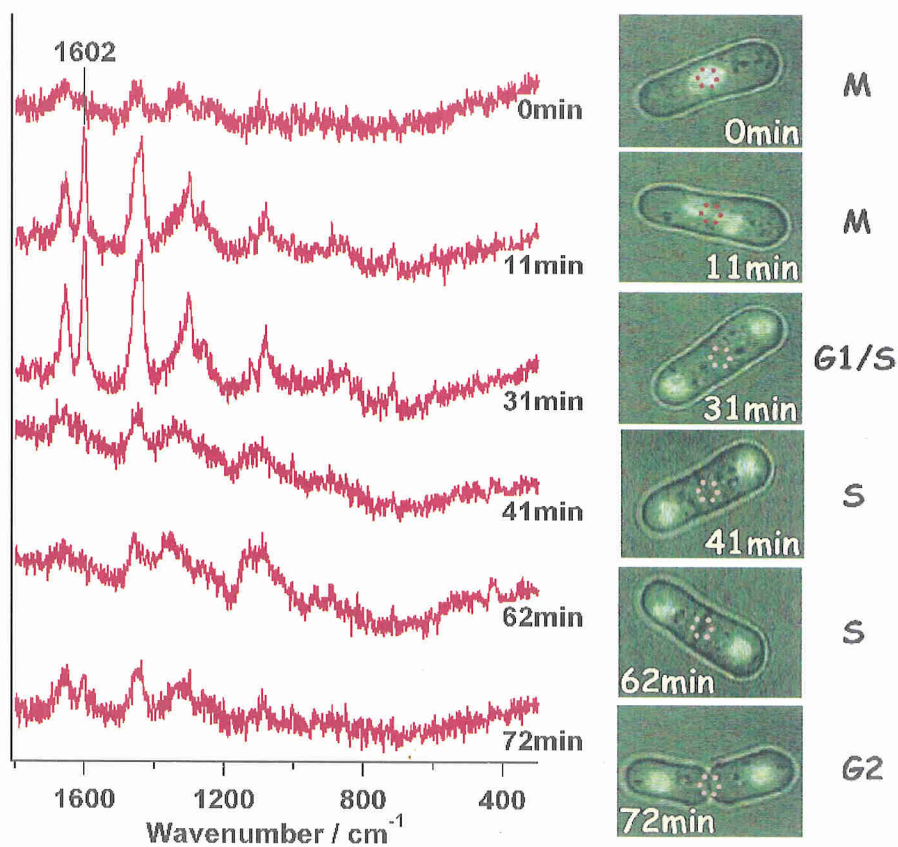 1602
0min
11min
31min
41min
62min
72min
1600
1200
800
400
Wavenumber / cm⁻¹
0min
M
11min
M
31min
G1/S
41min
S
62min
S
72min
G2